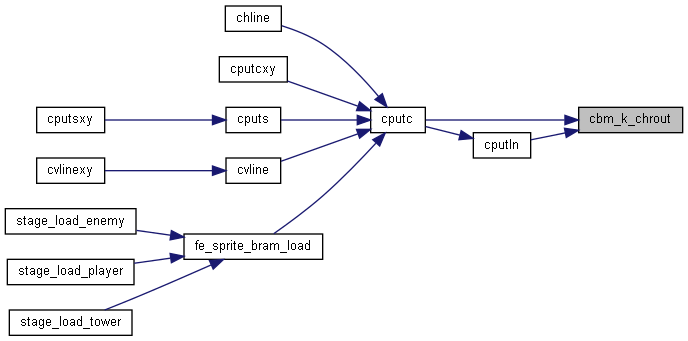 chline
cputcxy
cputsxy
cputs
cputc
cbm_k_chrout
cputln
cvlinexy
cvline
stage_load_enemy
fe_sprite_bram_load
stage_load_player
stage_load_tower